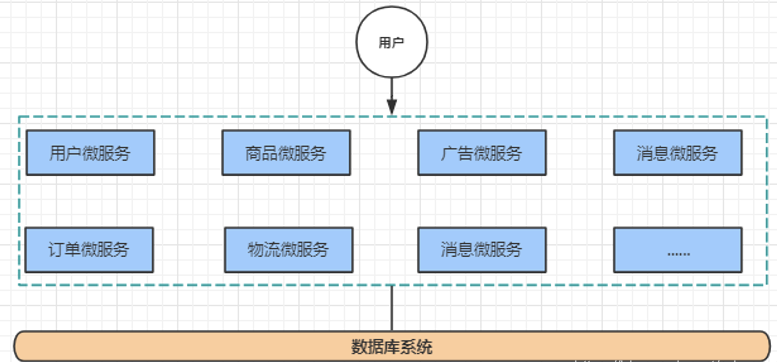 用户
用户微服务
商品微服务
广告微服务
消息微服务
订单微服务
物流微服务
消息微服务
......
数据库系统